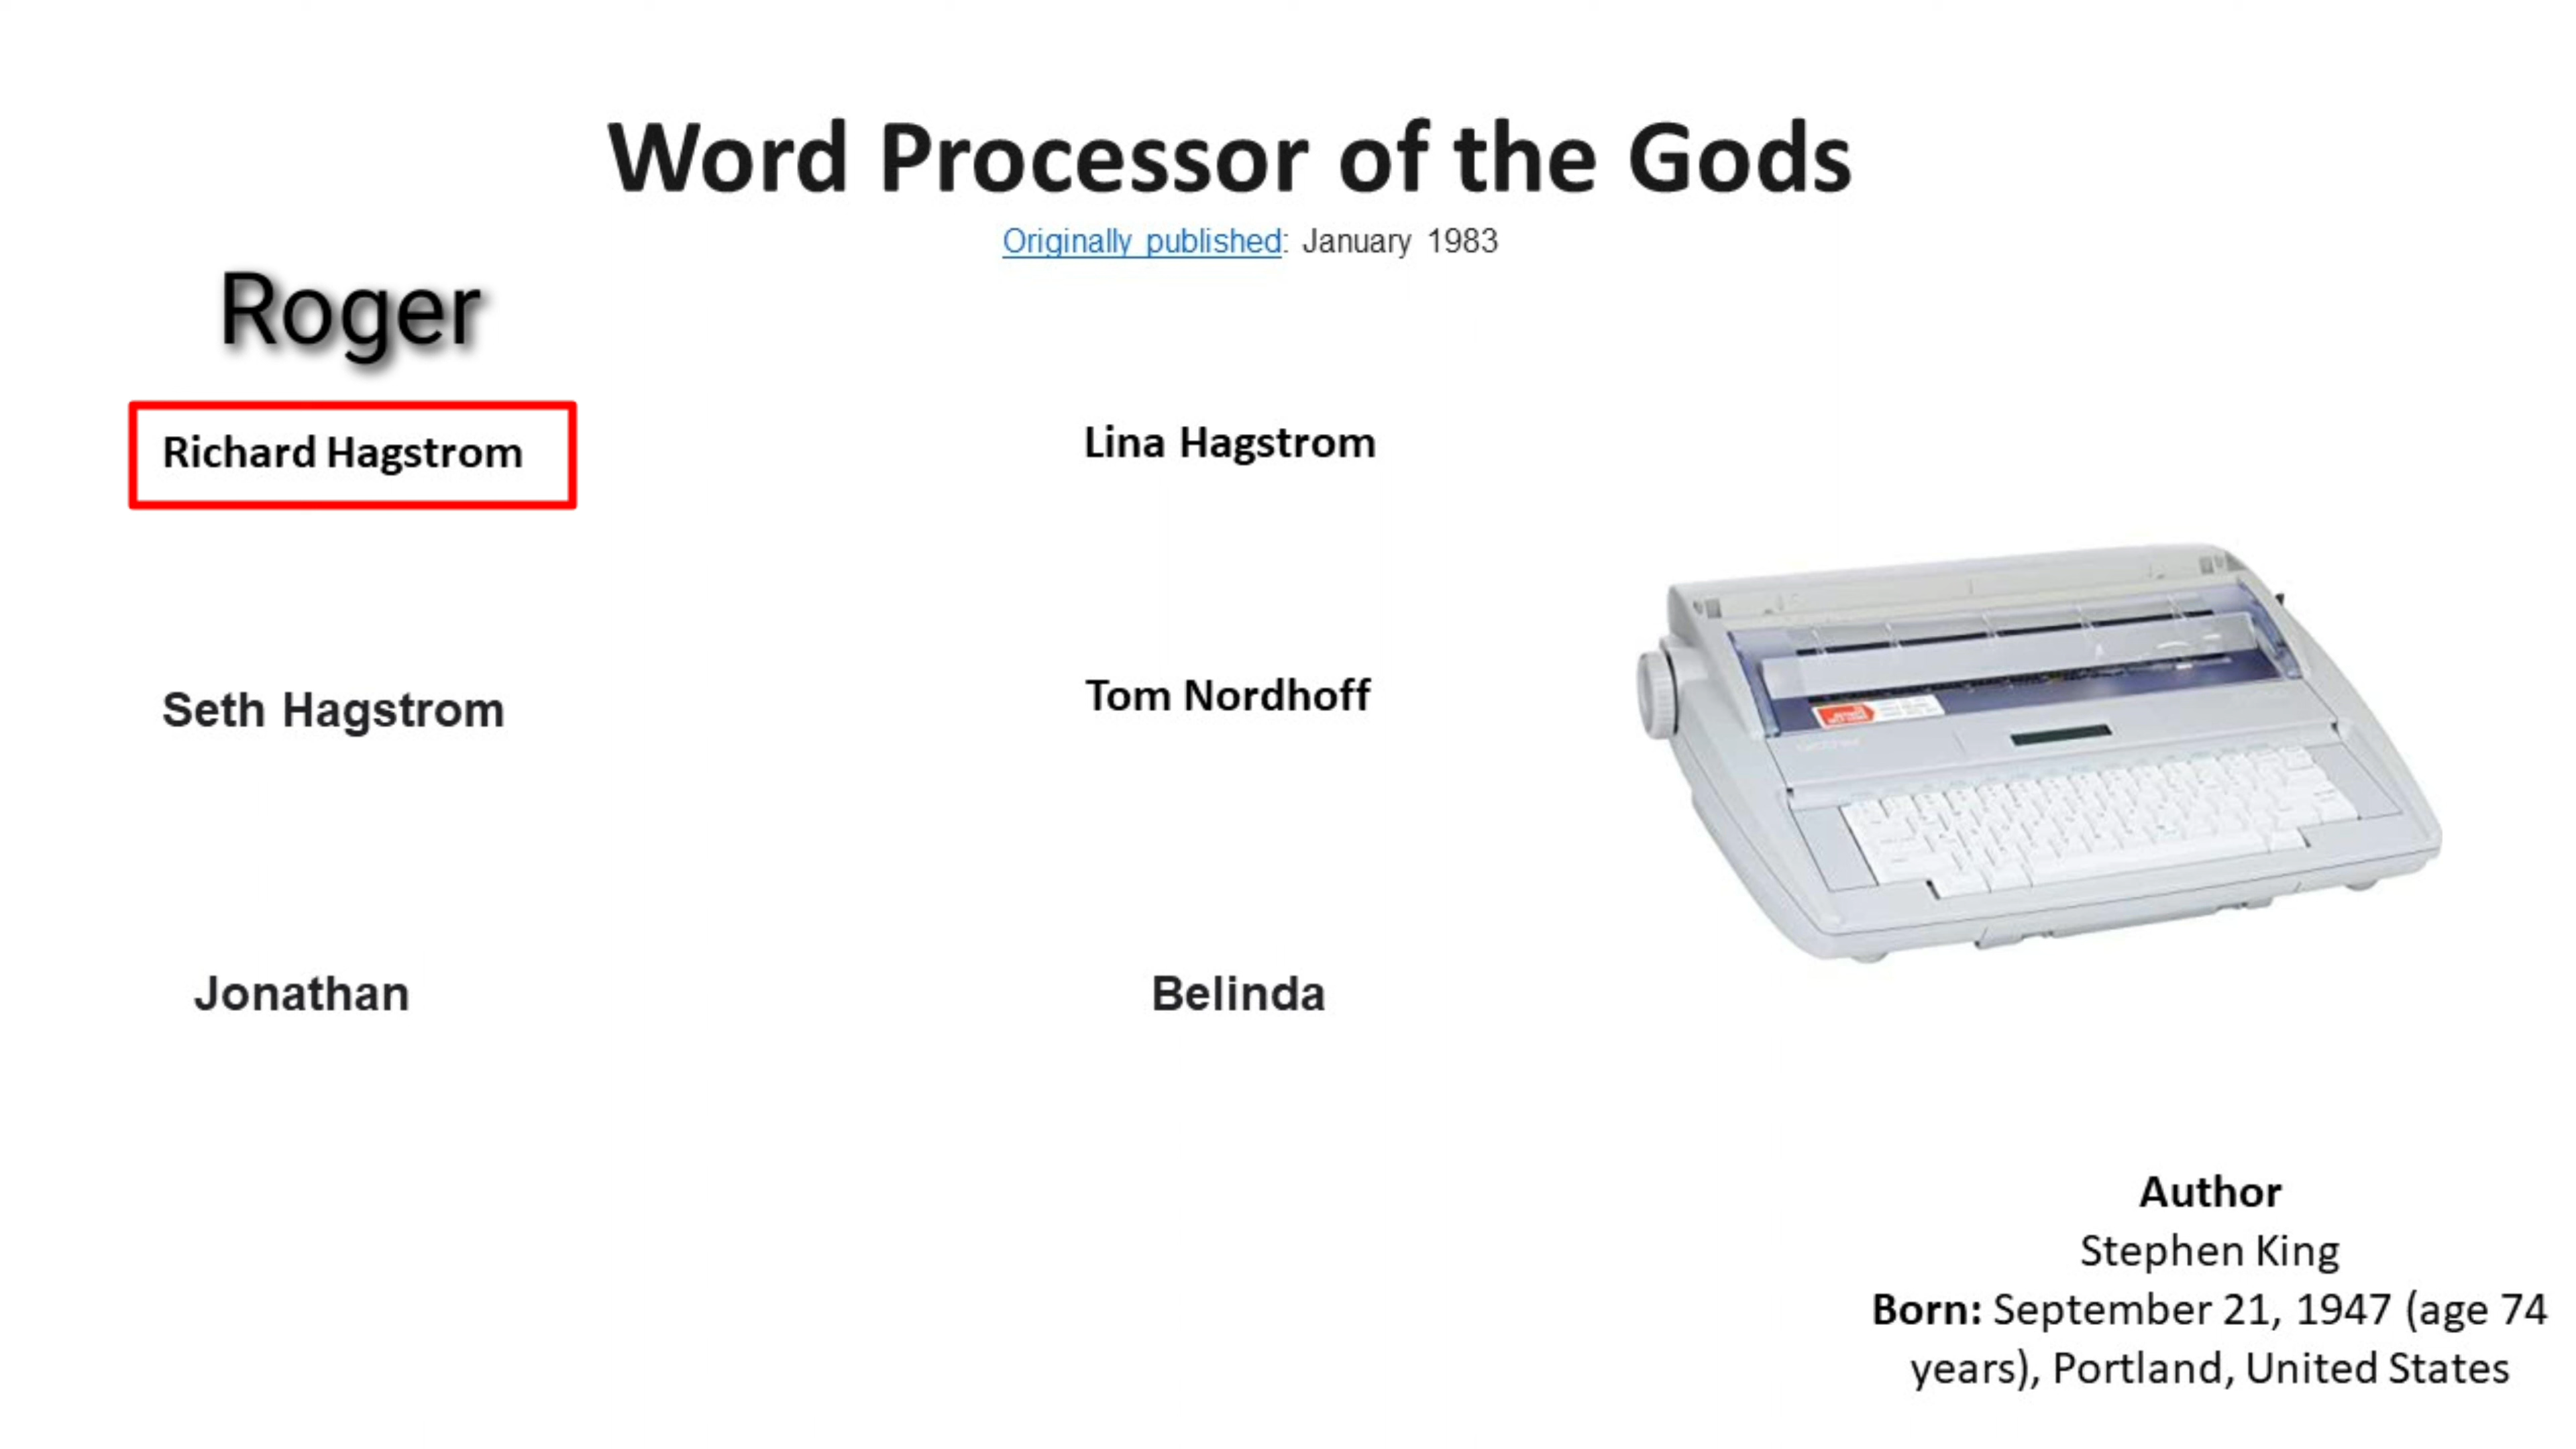 Word Processor of the Gods
Originally published: January 1983
Roger
Richard Hagstrom
Lina Hagstrom
Seth Hagstrom
Tom Nordhoff
Jonathan
Belinda
Author
Stephen King
Born: September 21, 1947 (age 74
years), Portland, United States